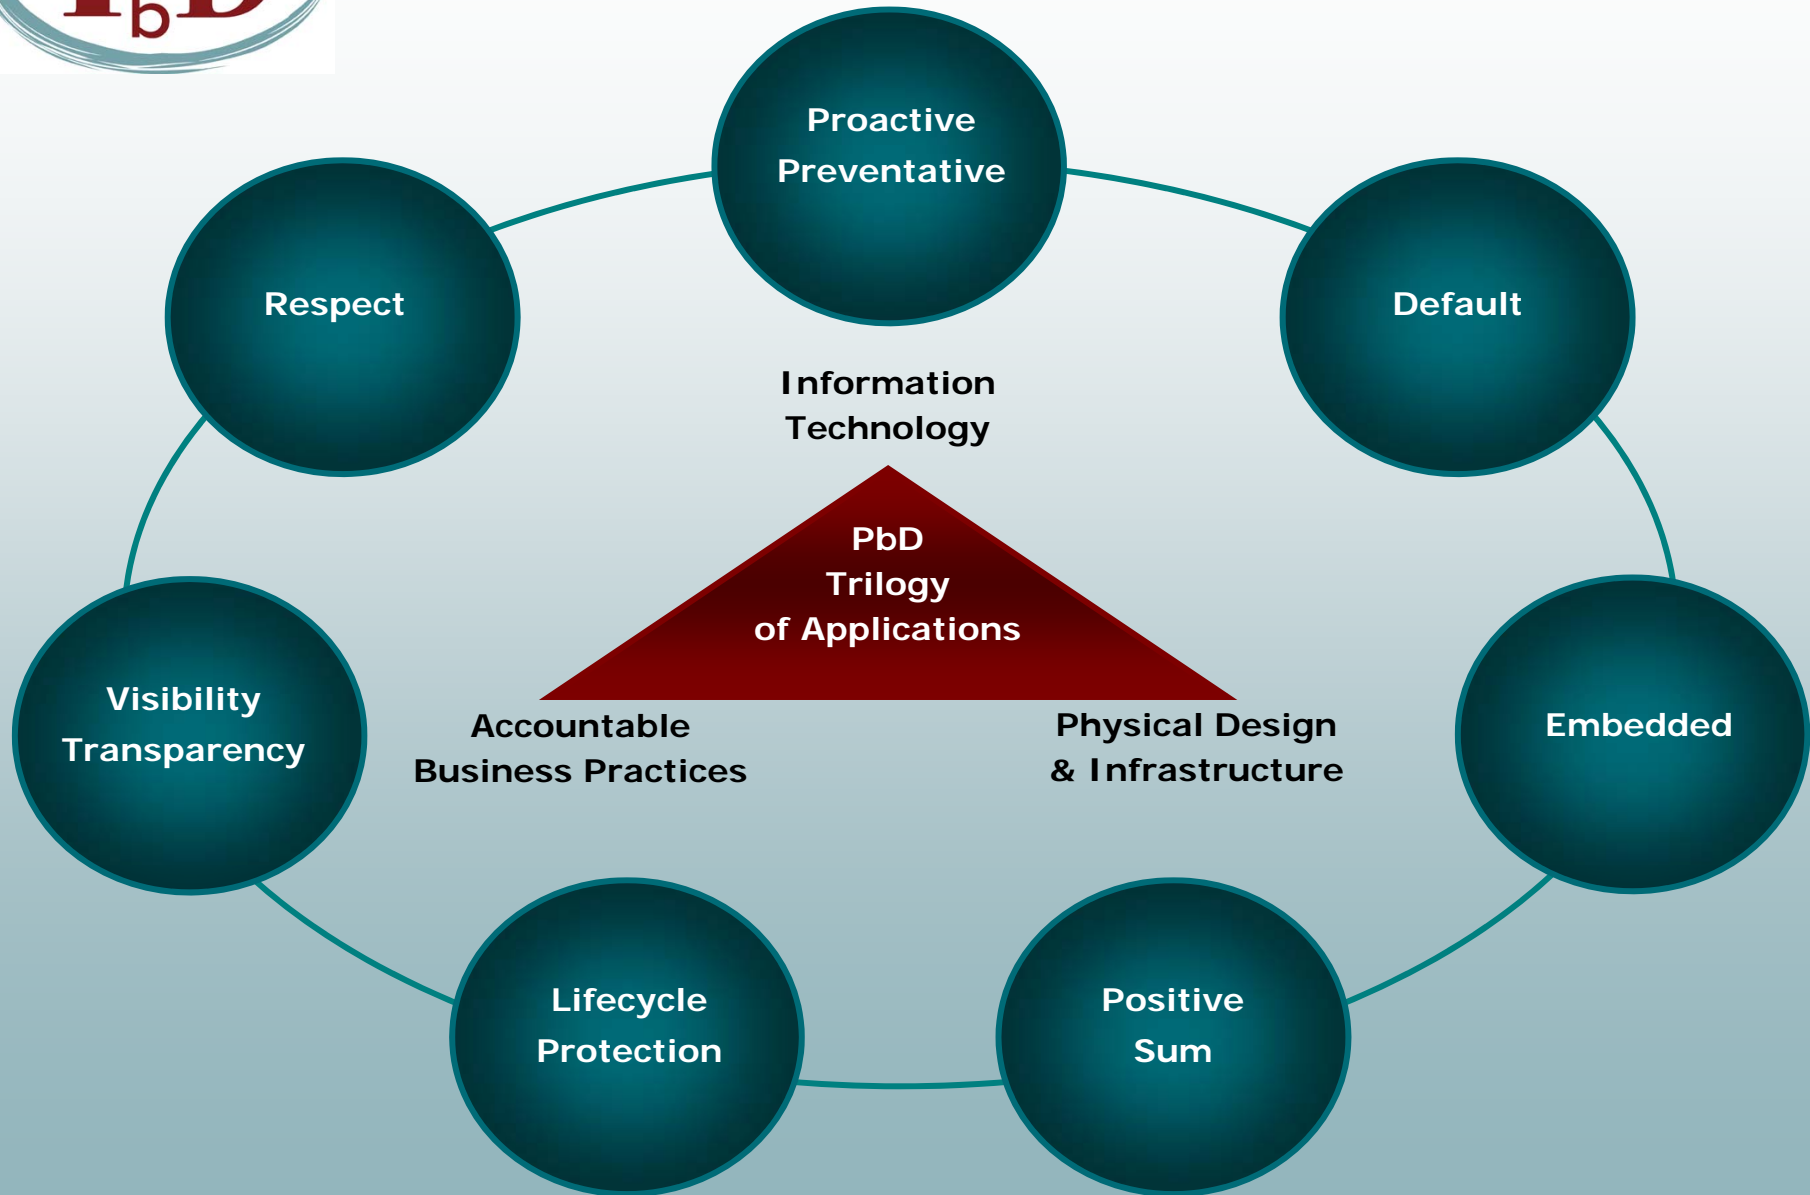 PbD
Proactive
Preventative
Respect
Default
Information
Technology
PbD
Trilogy
of Applications
Visibility
Transparency
Accountable
Business Practices
Physical Design
& Infrastructure
Embedded
Lifecycle
Protection
Positive
Sum